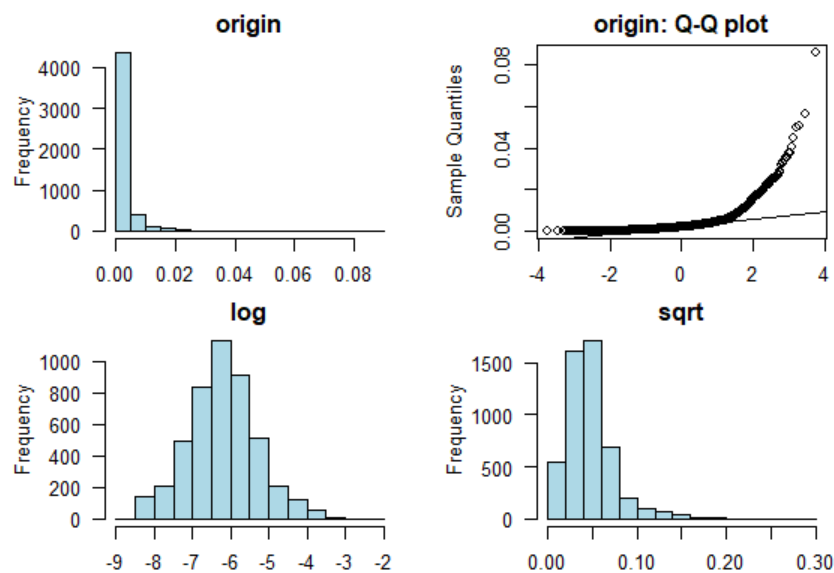 origin
Frequency
4000
3000
2000
1000
0
0.00 0.02 0.04 0.06 0.08
origin: Q-Q plot
Sample Quantiles
0.08
0.04
0.00
-4 -2 0 2 4
log
Frequency
1000
800
600
400
200
0
-9 -8 -7 -6 -5 -4 -3 -2
sqrt
Frequency
1500
1000
500
0
0.00 0.10 0.20 0.30